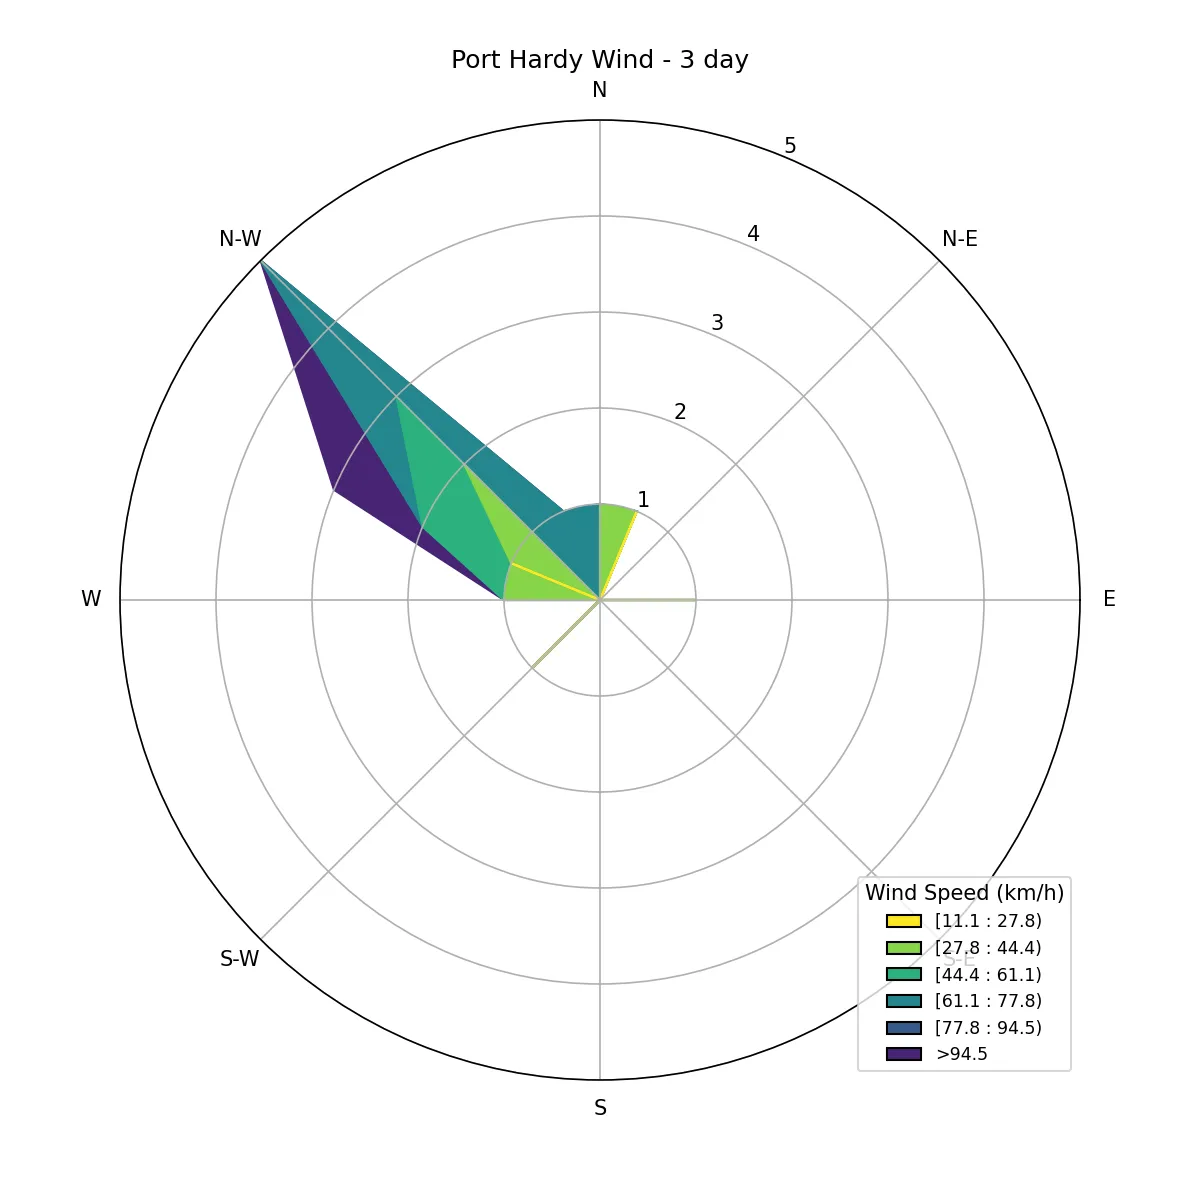 Port Hardy Wind - 3 day
N
5
N-W
N-E
4
3
2
1
W
E
Wind Speed (km/h)
[11.1 : 27.8)
[27.8 : 44.4)
S-W
S-E
[44.4 : 61.1)
[61.1 : 77.8)
[77.8 : 94.5)
>94.5
S